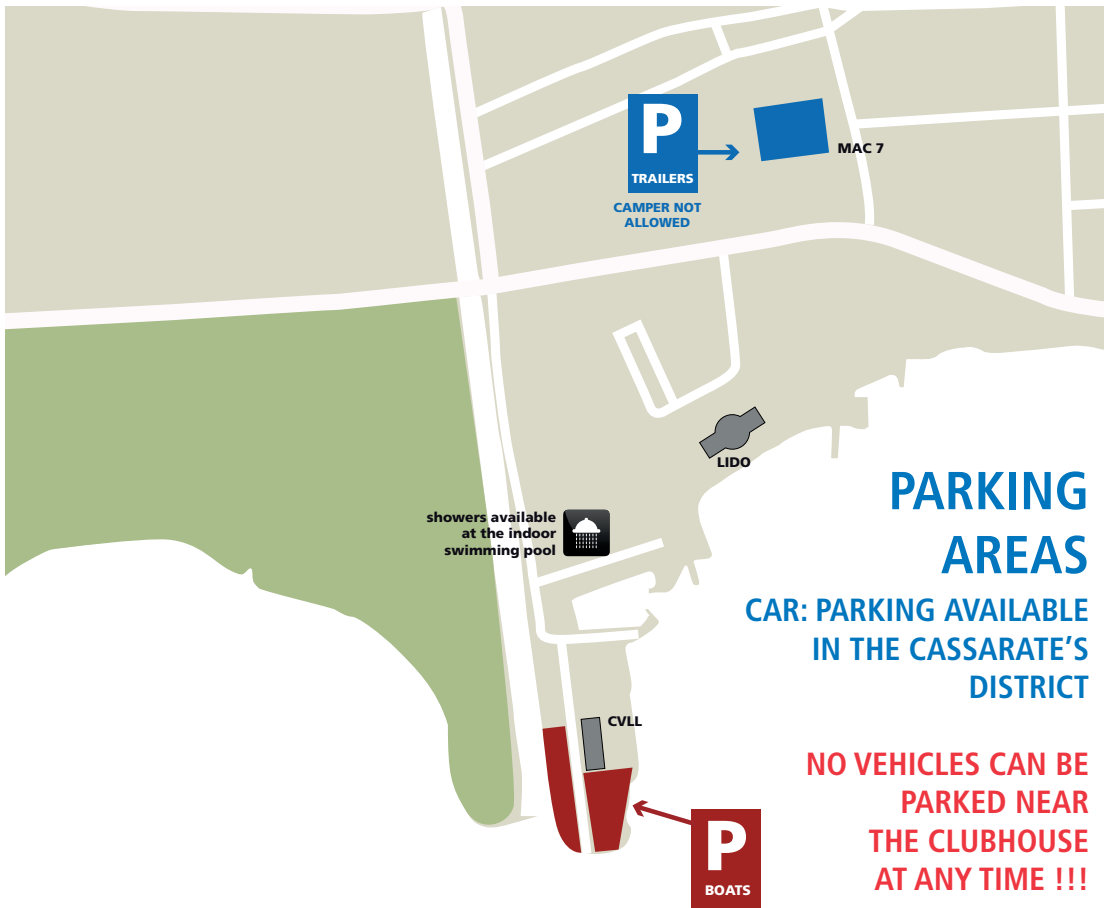 P
TRAILERS
CAMPER NOT
ALLOWED
MAC 7
LIDO
showers available
at the indoor
swimming pool
PARKING
AREAS
CAR: PARKING AVAILABLE
IN THE CASSARATE’S
DISTRICT
CVLL
NO VEHICLES CAN BE
PARKED NEAR
THE CLUBHOUSE
AT ANY TIME !!!
P
BOATS